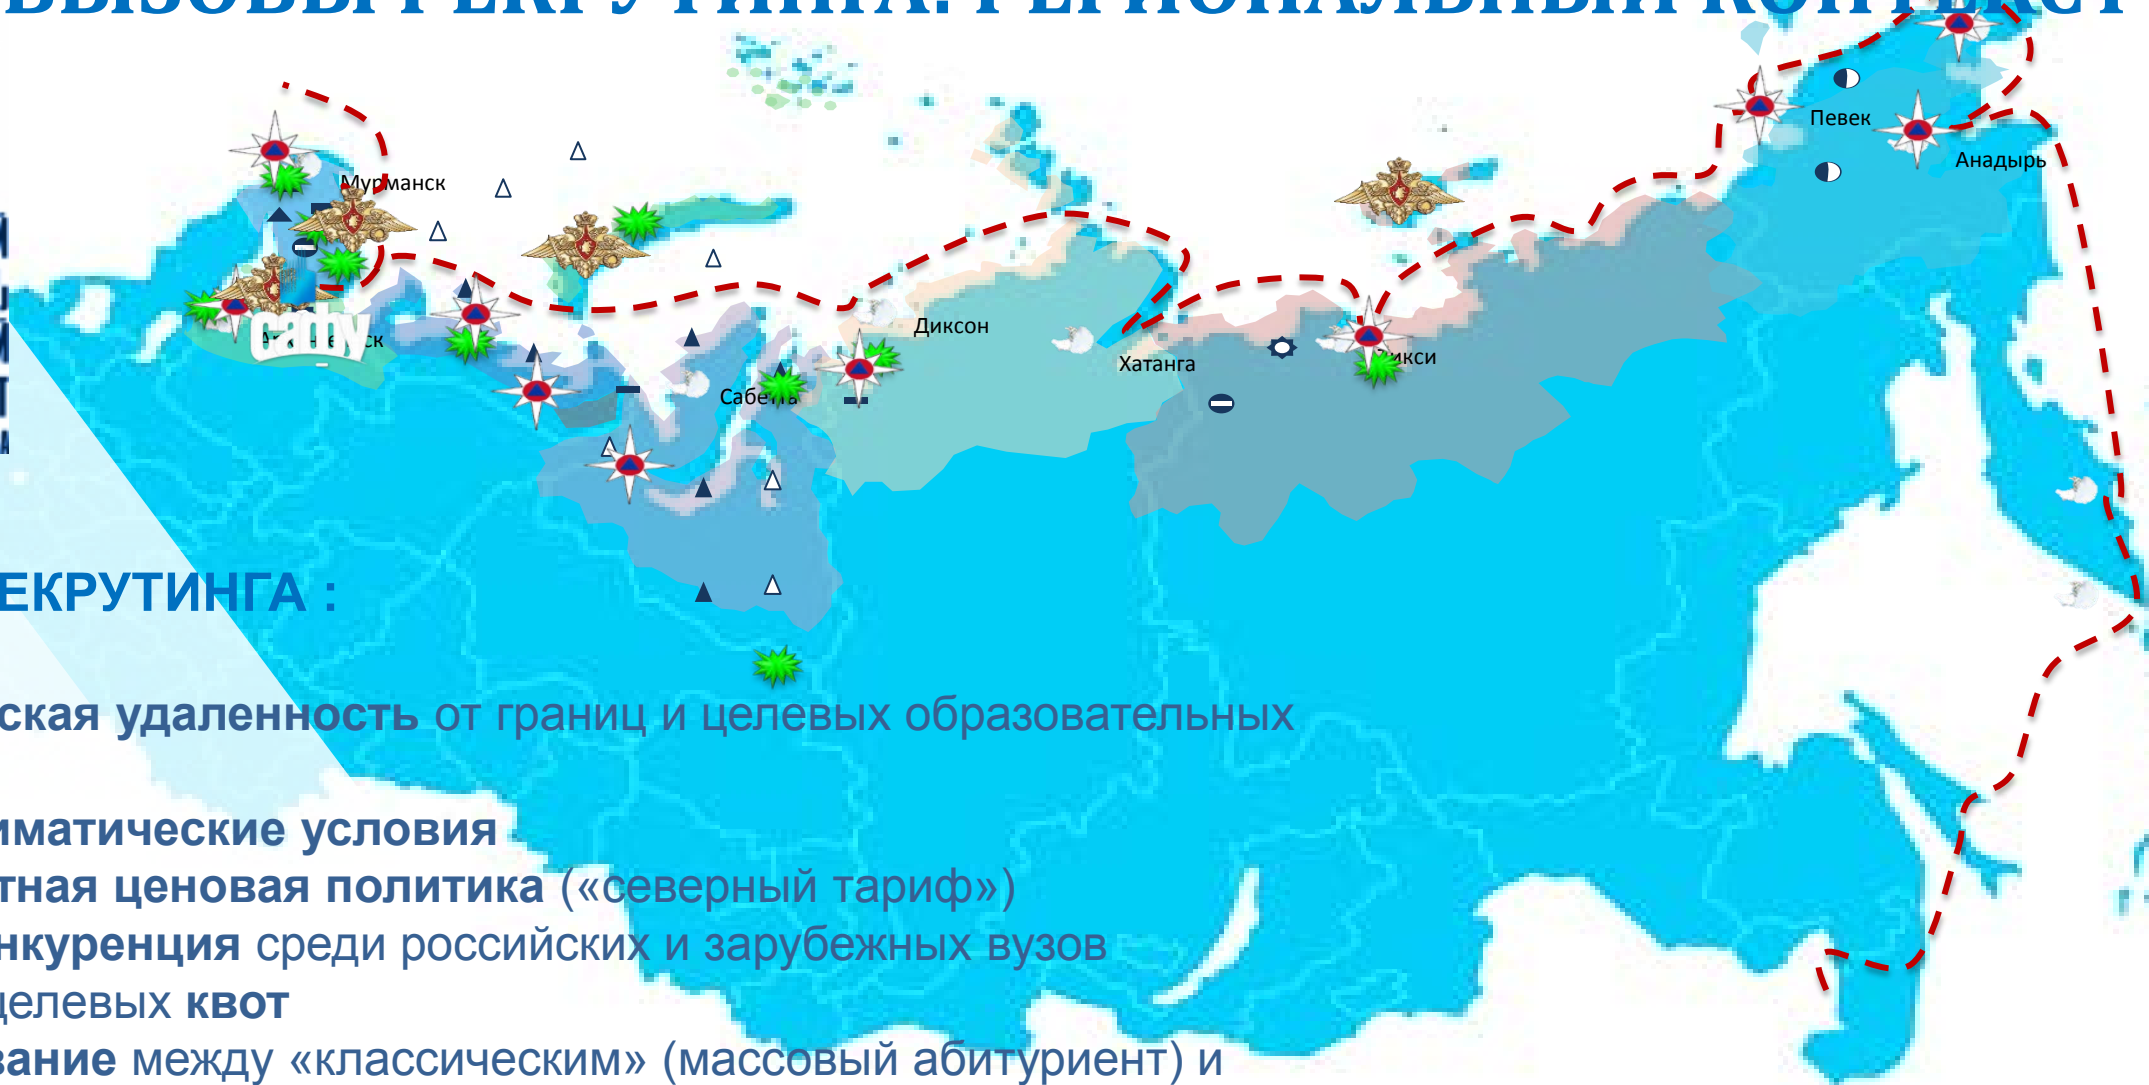 ВЫЗОВЫ РЕКРУТИНГА: РЕГИОНАЛЬНЫЙ КОНТЕКСТ
Певек
Анадырь
Мурманск
Диксон
сафу
Хатанга
Сабетта
ЕКРУТИНГА :
ская удаленность от границ и целевых образовательных
иматические условия
тная ценовая политика («северный тариф»)
нкуренция среди российских и зарубежных вузов
целевых квот
вание между «классическим» (массовый абитуриент) и